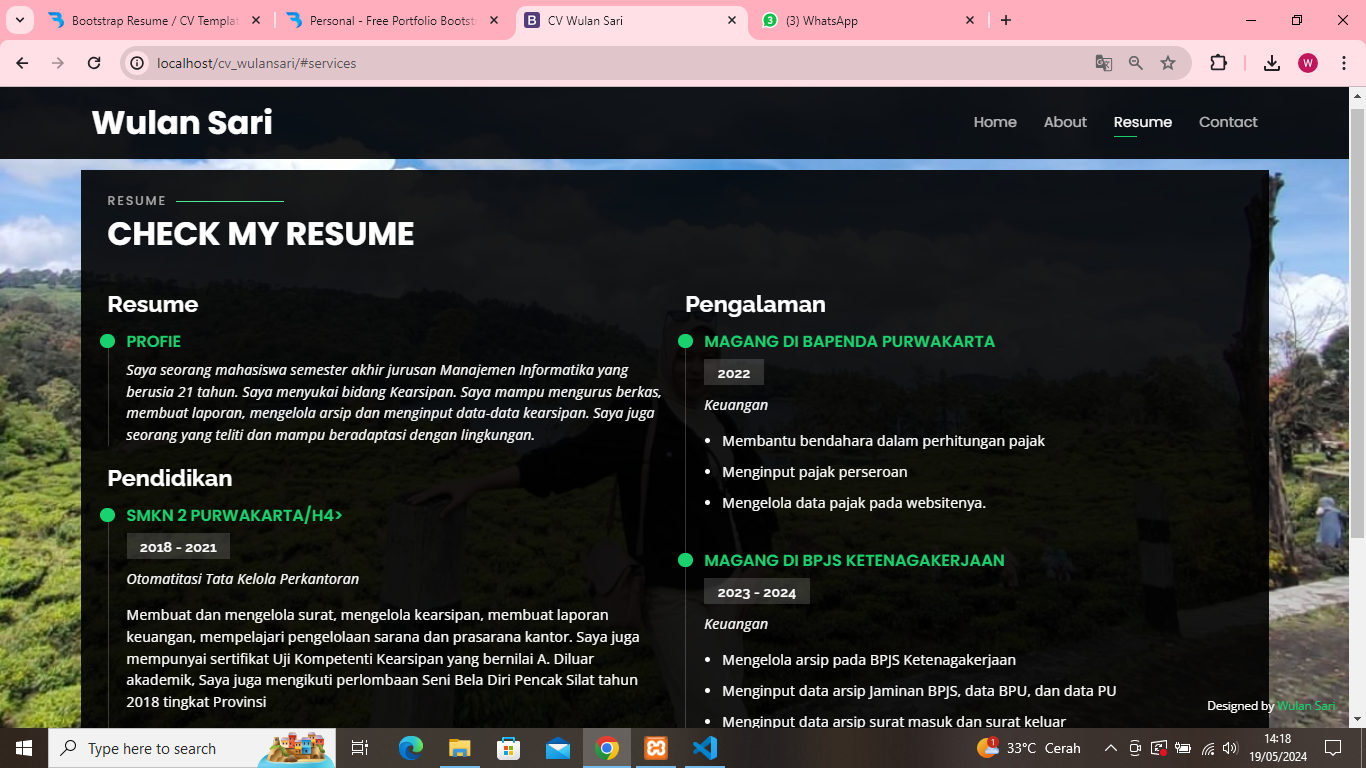 Bootstrap Resume / CV Templat
Personal - Free Portfolio Bootst
CV Wulan Sari
(3) WhatsApp
localhost/cv_wulansari/#services
W
Wulan Sari
Home
About
Resume
Contact
RESUME
CHECK MY RESUME
Resume
PROFIE
Saya seorang mahasiswa semester akhir jurusan Manajemen Informatika yang
berusia 21 tahun. Saya menyukai bidang Kearsipan. Saya mampu mengurus berkas,
membuat laporan, mengelola arsip dan menginput data-data kearsipan. Saya juga
seorang yang teliti dan mampu beradaptasi dengan lingkungan.
Pendidikan
SMKN 2 PURWAKARTA/H4>
2018 - 2021
Otomatitasi Tata Kelola Perkantoran
Membuat dan mengelola surat, mengelola kearsipan, membuat laporan
keuangan, mempelajari pengelolaan sarana dan prasarana kantor. Saya juga
mempunyai sertifikat Uji Kompetenti Kearsipan yang bernilai A. Diluar
akademik, Saya juga mengikuti perlombaan Seni Bela Diri Pencak Silat tahun
2018 tingkat Provinsi
Pengalaman
MAGANG DI BAPENDA PURWAKARTA
2022
Keuangan
• Membantu bendahara dalam perhitungan pajak
• Menginput pajak perseroan
• Mengelola data pajak pada websitenya.
MAGANG DI BPJS KETENAGAKERJAAN
2023 - 2024
Keuangan
• Mengelola arsip pada BPJS Ketenagakerjaan
• Menginput data arsip Jaminan BPJS, data BPU, dan data PU
• Menginput data arsip surat masuk dan surat keluar
Designed by Wulan Sari
Type here to search
1
33°C Cerah
14:18
19/05/2024